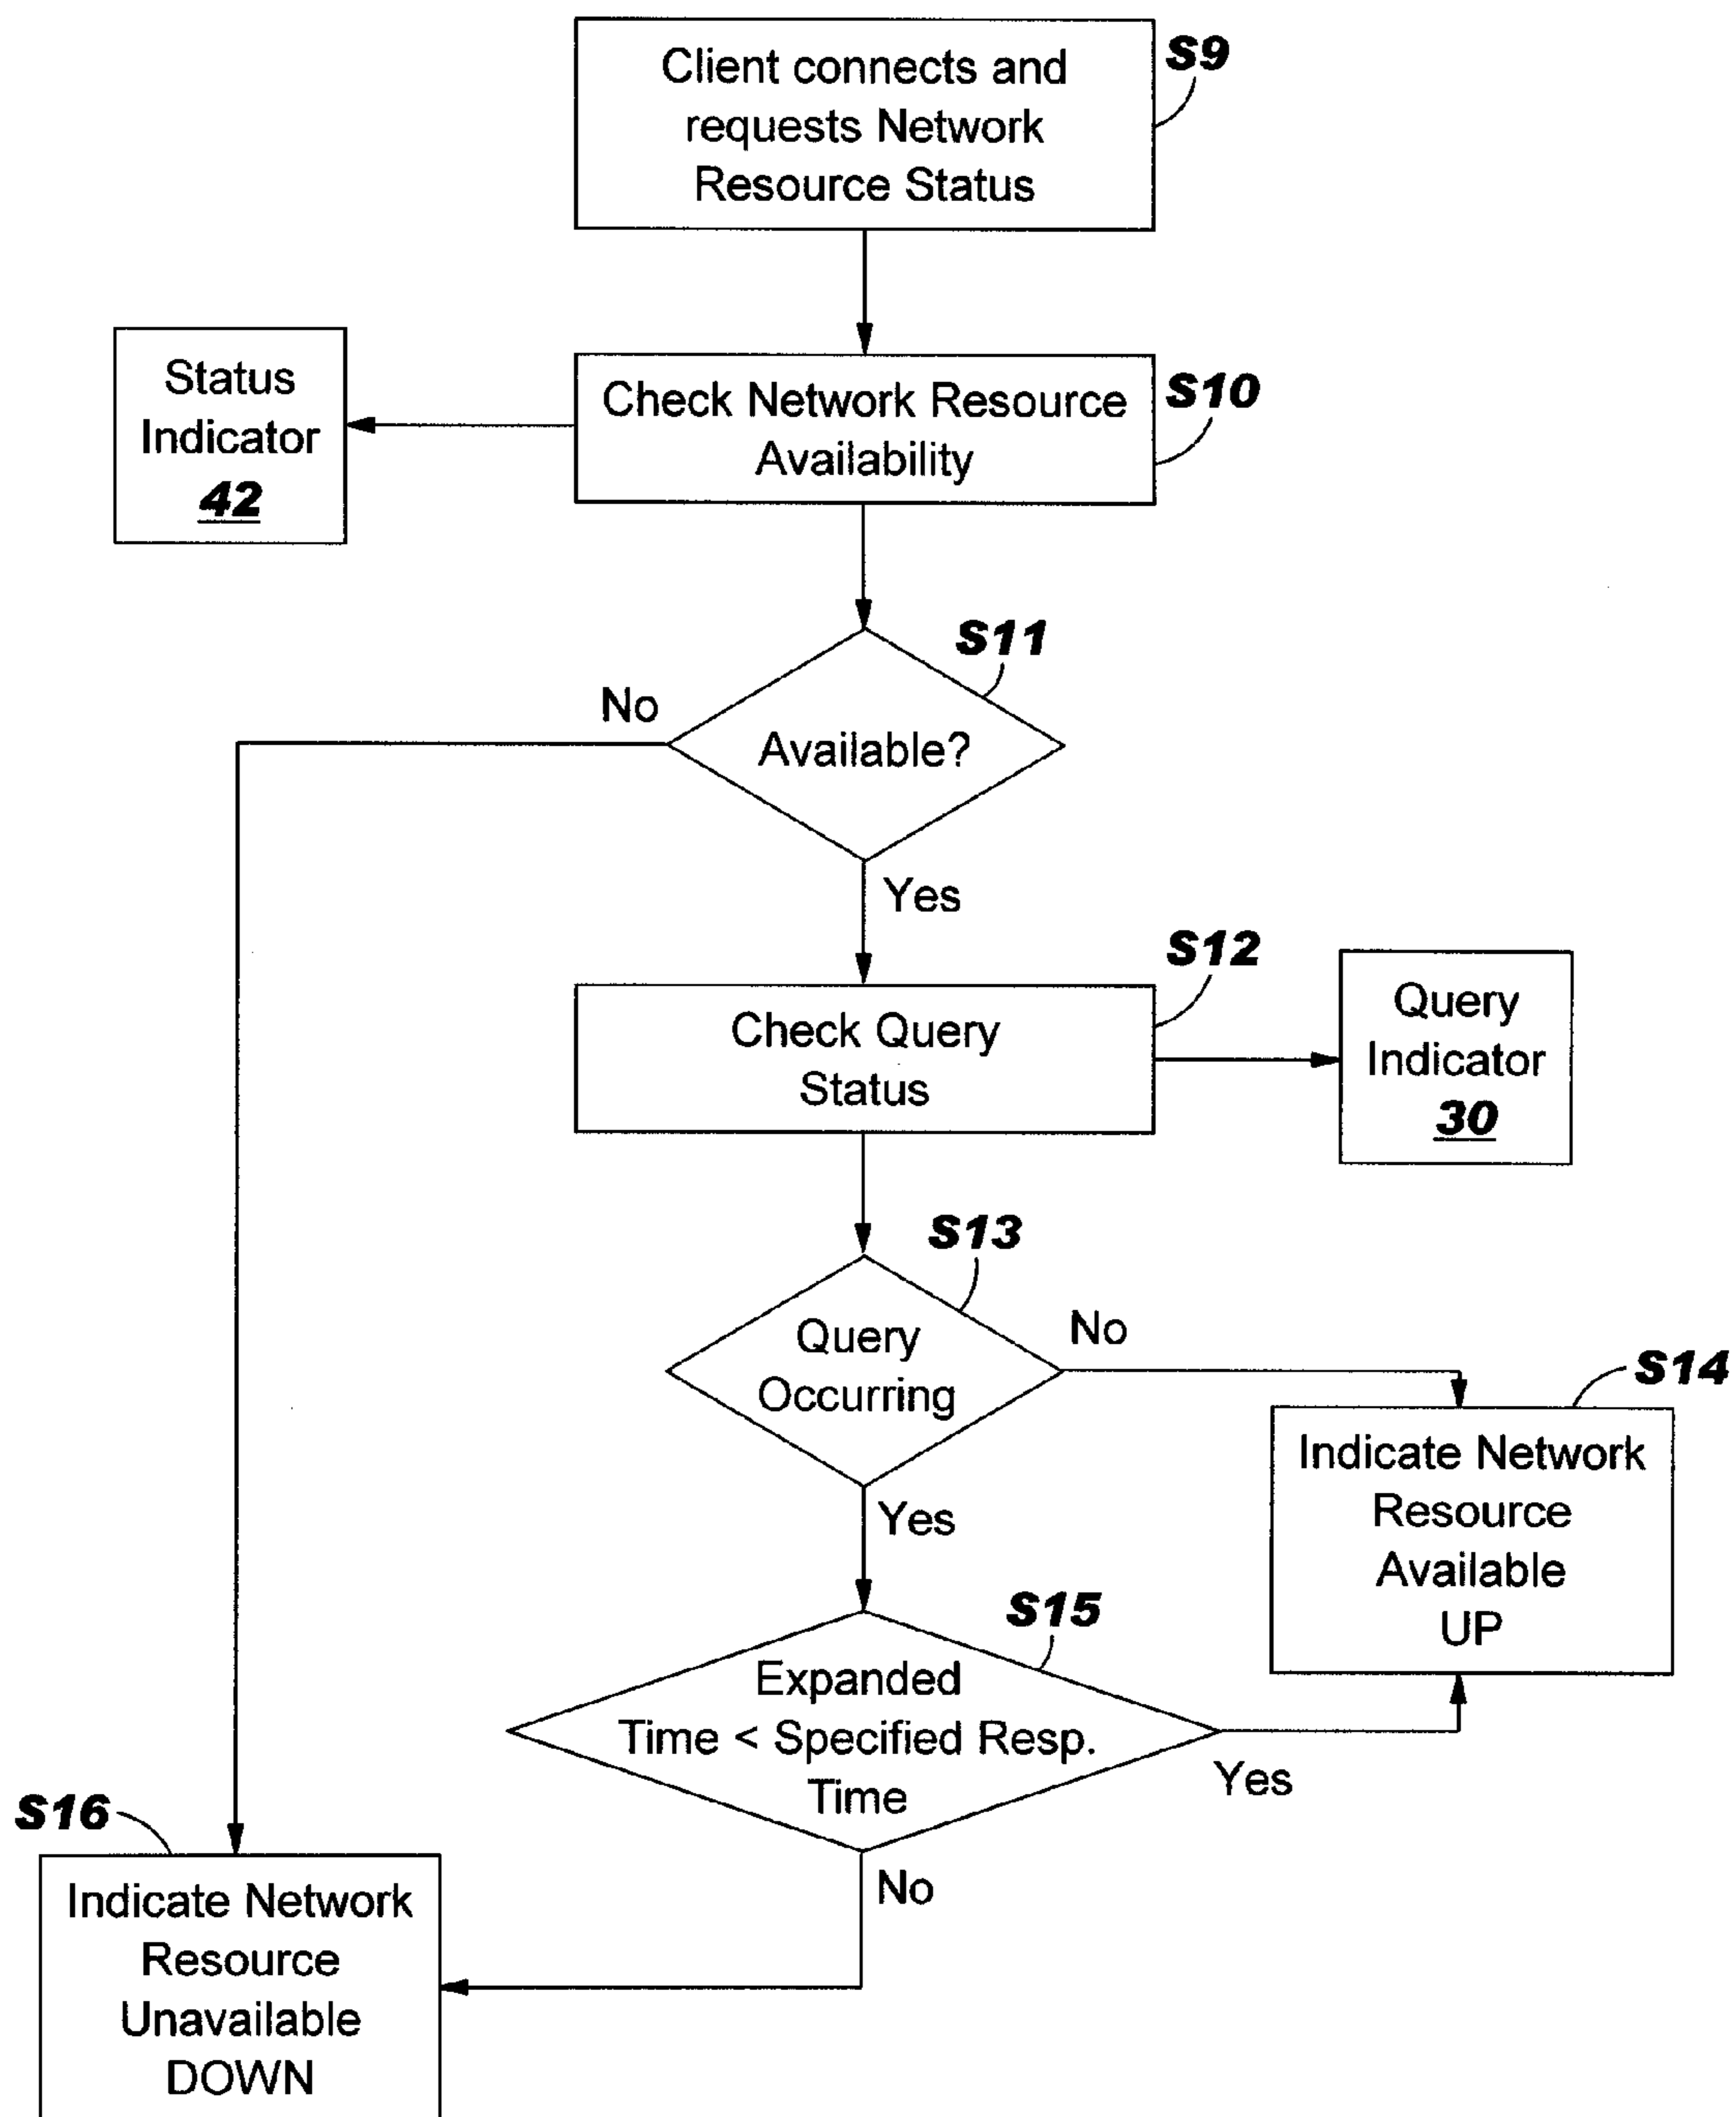 Client connects and
requests Network
Resource Status
S9
Status
Indicator
42
Check Network Resource
Availability
S10
S11
No
Available?
Yes
S12
Check Query
Status
Query
Indicator
30
S13
Query
Occurring
No
S14
Yes
Indicate Network
Resource
Available
UP
S15
Expanded
Time < Specified Resp.
Time
Yes
S16
No
Indicate Network
Resource
Unavailable
DOWN